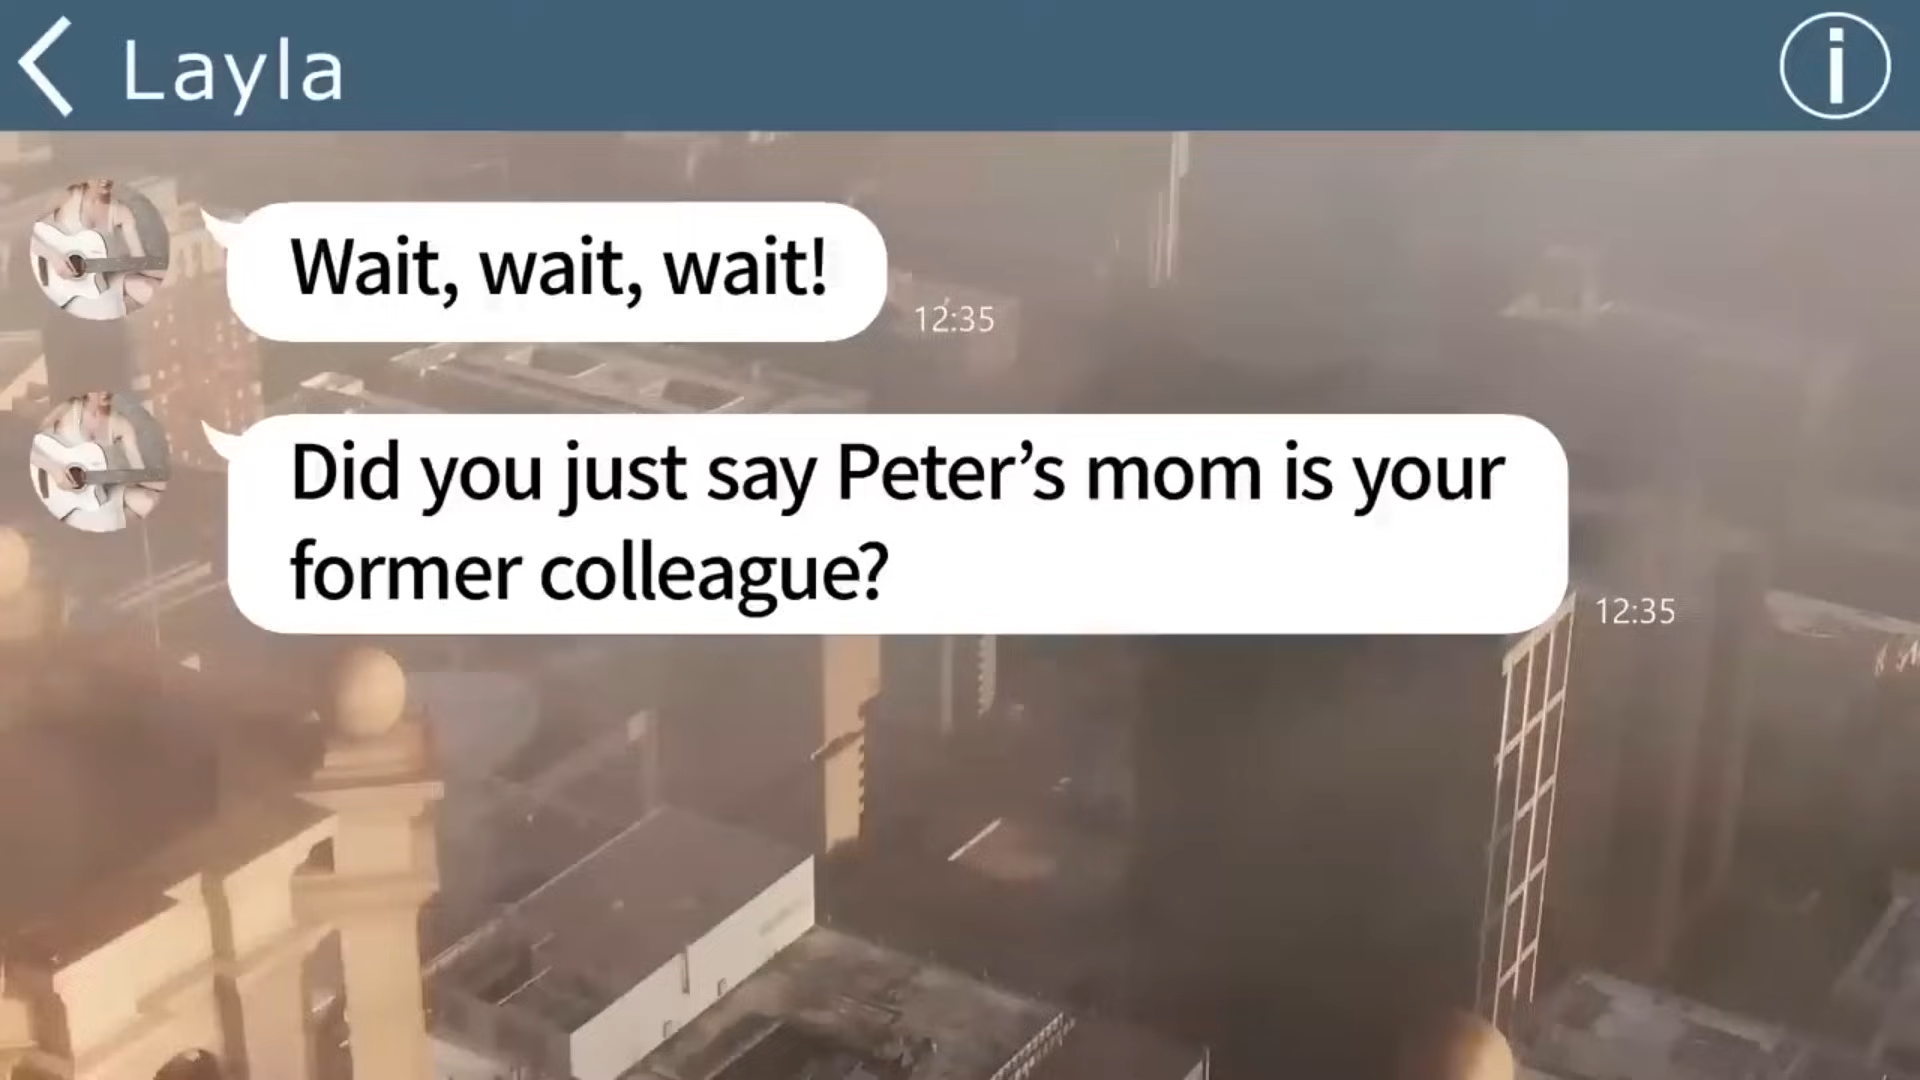 Layla
Wait, wait, wait!
12:35
Did you just say Peter’s mom is your
former colleague?
12:35